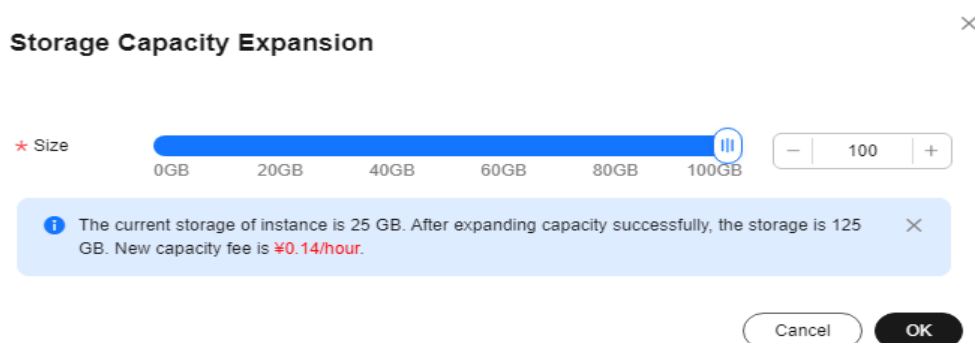 Storage Capacity Expansion
* Size
0GB 20GB 40GB 60GB 80GB 100GB
− 100 +
The current storage of instance is 25 GB. After expanding capacity successfully, the storage is 125
GB. New capacity fee is ¥0.14/hour.
Cancel OK